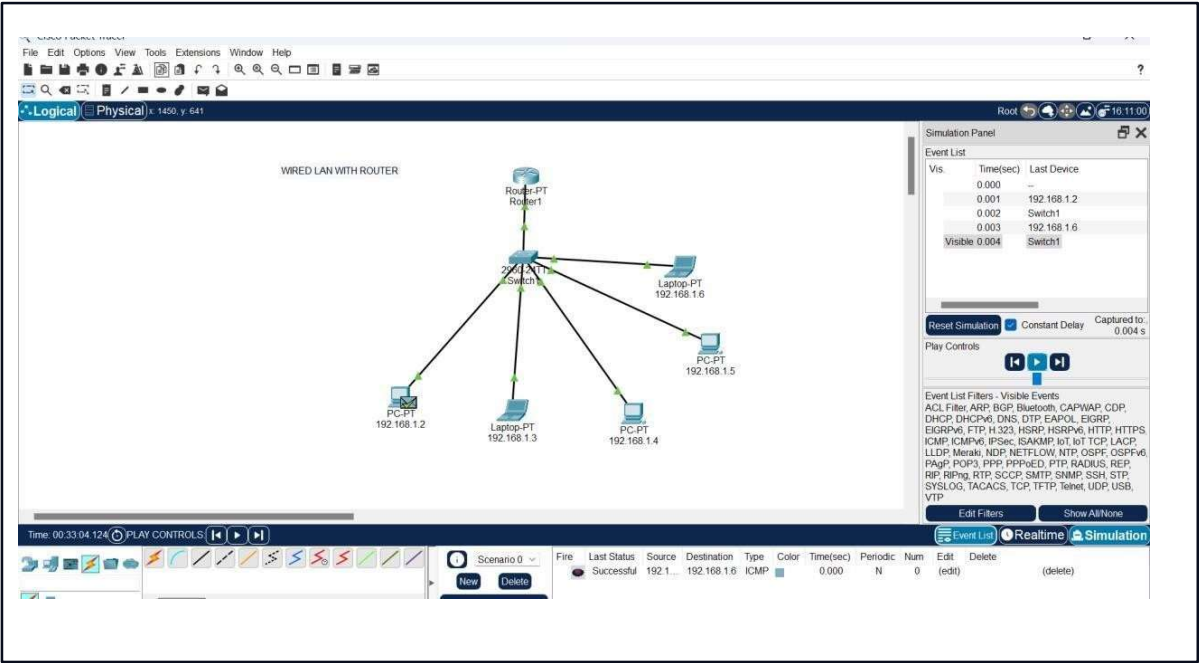 Cisco Packet Tracer
File Edit Options View Tools Extensions Window Help
?
Logical Physical x: 1450, y: 641
Root 16:11:00
WIRED LAN WITH ROUTER
Router-PT
Router1
2960-24TT
Switch1
Laptop-PT
192.168.1.6
PC-PT
192.168.1.5
PC-PT
192.168.1.2
Laptop-PT
192.168.1.3
PC-PT
192.168.1.4
Simulation Panel
Event List
Vis. Time(sec) Last Device
0.000 --
0.001 192.168.1.2
0.002 Switch1
0.003 192.168.1.6
Visible 0.004 Switch1
Reset Simulation Constant Delay Captured to:
0.004 s
Play Controls
Event List Filters - Visible Events
ACL Filter, ARP, BGP, Bluetooth, CAPWAP, CDP,
DHCP, DHCPv6, DNS, DTP, EAPOL, EIGRP,
EIGRPv6, FTP, H.323, HSRP, HSRPv6, HTTP, HTTPS,
ICMP, ICMPv6, IPSec, ISAKMP, IoT, IoT TCP, LACP,
LLDP, Meraki, NDP, NETFLOW, NTP, OSPF, OSPFv6,
PAgP, POP3, PPP, PPPoED, PTP, RADIUS, REP,
RIP, RIPng, RTP, SCCP, SMTP, SNMP, SSH, STP,
SYSLOG, TACACS, TCP, TFTP, Telnet, UDP, USB,
VTP
Edit Filters Show All/None
Time: 00:33:04.124 PLAY CONTROLS:
Event List Realtime Simulation
Scenario 0
New Delete
Fire Last Status Source Destination Type Color Time(sec) Periodic Num Edit Delete
Successful 192.1... 192.168.1.6 ICMP 0.000 N 0 (edit) (delete)